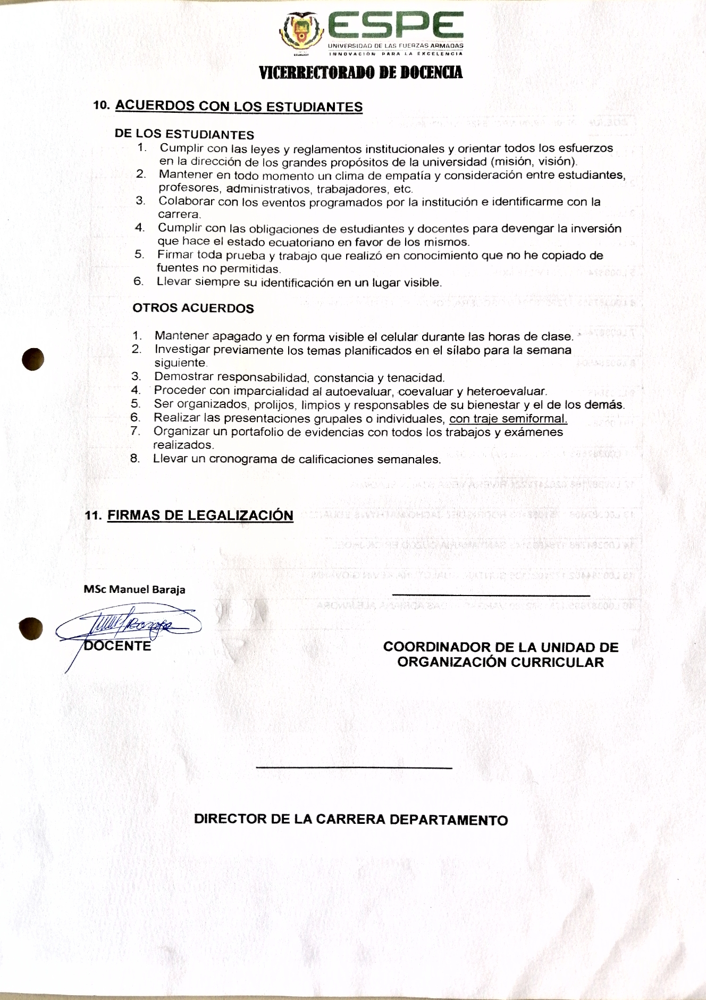 ESPE
UNIVERSIDAD DE LAS FUERZAS ARMADAS
INNOVACIÓN PARA LA EXCELENCIA
ECUADOR
VICERRECTORADO DE DOCENCIA
10. ACUERDOS CON LOS ESTUDIANTES
DE LOS ESTUDIANTES
1. Cumplir con las leyes y reglamentos institucionales y orientar todos los esfuerzos
en la dirección de los grandes propósitos de la universidad (misión, visión).
2. Mantener en todo momento un clima de empatía y consideración entre estudiantes,
profesores, administrativos, trabajadores, etc.
3. Colaborar con los eventos programados por la institución e identificarme con la
carrera.
4. Cumplir con las obligaciones de estudiantes y docentes para devengar la inversión
que hace el estado ecuatoriano en favor de los mismos.
5. Firmar toda prueba y trabajo que realizó en conocimiento que no he copiado de
fuentes no permitidas.
6. Llevar siempre su identificación en un lugar visible.
OTROS ACUERDOS
1. Mantener apagado y en forma visible el celular durante las horas de clase.
2. Investigar previamente los temas planificados en el sílabo para la semana
siguiente.
3. Demostrar responsabilidad, constancia y tenacidad.
4. Proceder con imparcialidad al autoevaluar, coevaluar y heteroevaluar.
5. Ser organizados, prolijos, limpios y responsables de su bienestar y el de los demás.
6. Realizar las presentaciones grupales o individuales, con traje semiformal.
7. Organizar un portafolio de evidencias con todos los trabajos y exámenes
realizados.
8. Llevar un cronograma de calificaciones semanales.
11. FIRMAS DE LEGALIZACIÓN
MSc Manuel Baraja
DOCENTE
COORDINADOR DE LA UNIDAD DE
ORGANIZACIÓN CURRICULAR
DIRECTOR DE LA CARRERA DEPARTAMENTO